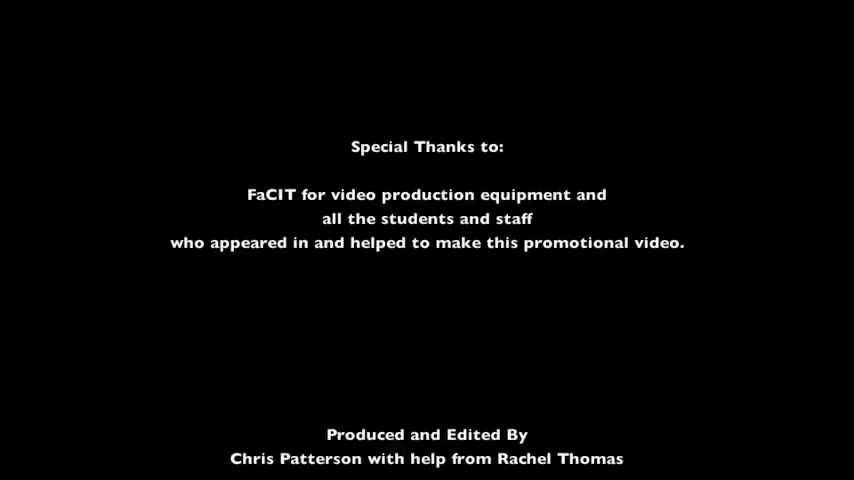 Special Thanks to:
FaCIT for video production equipment and
all the students and staff
who appeared in and helped to make this promotional video.
Produced and Edited By
Chris Patterson with help from Rachel Thomas